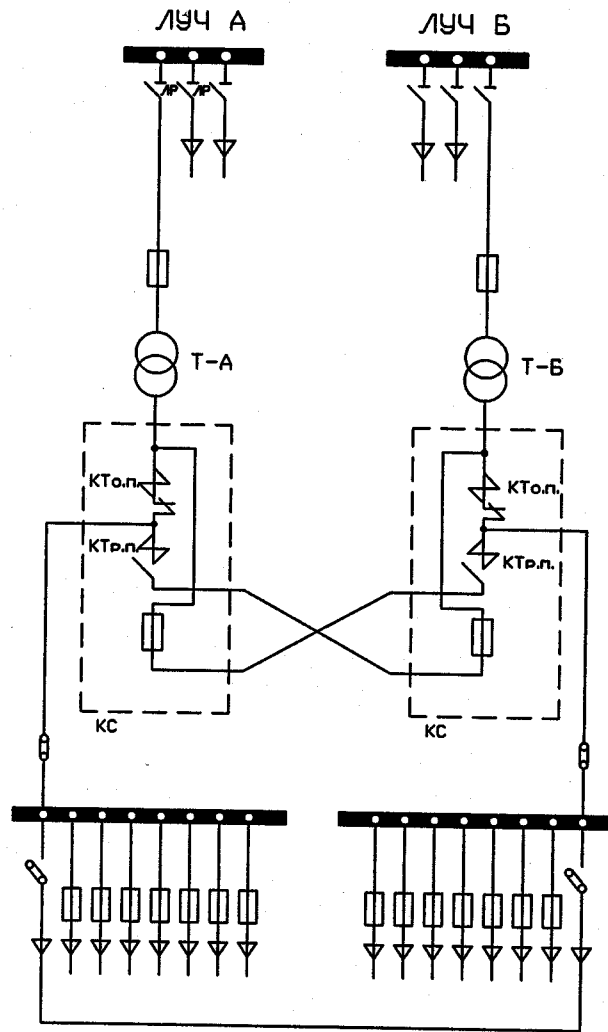 ЛУЧ А
ЛУЧ Б
ЛР
ЛР
Т-А
Т-Б
КТо.п.
КТо.п.
КТр.п.
КТр.п.
КС
КС